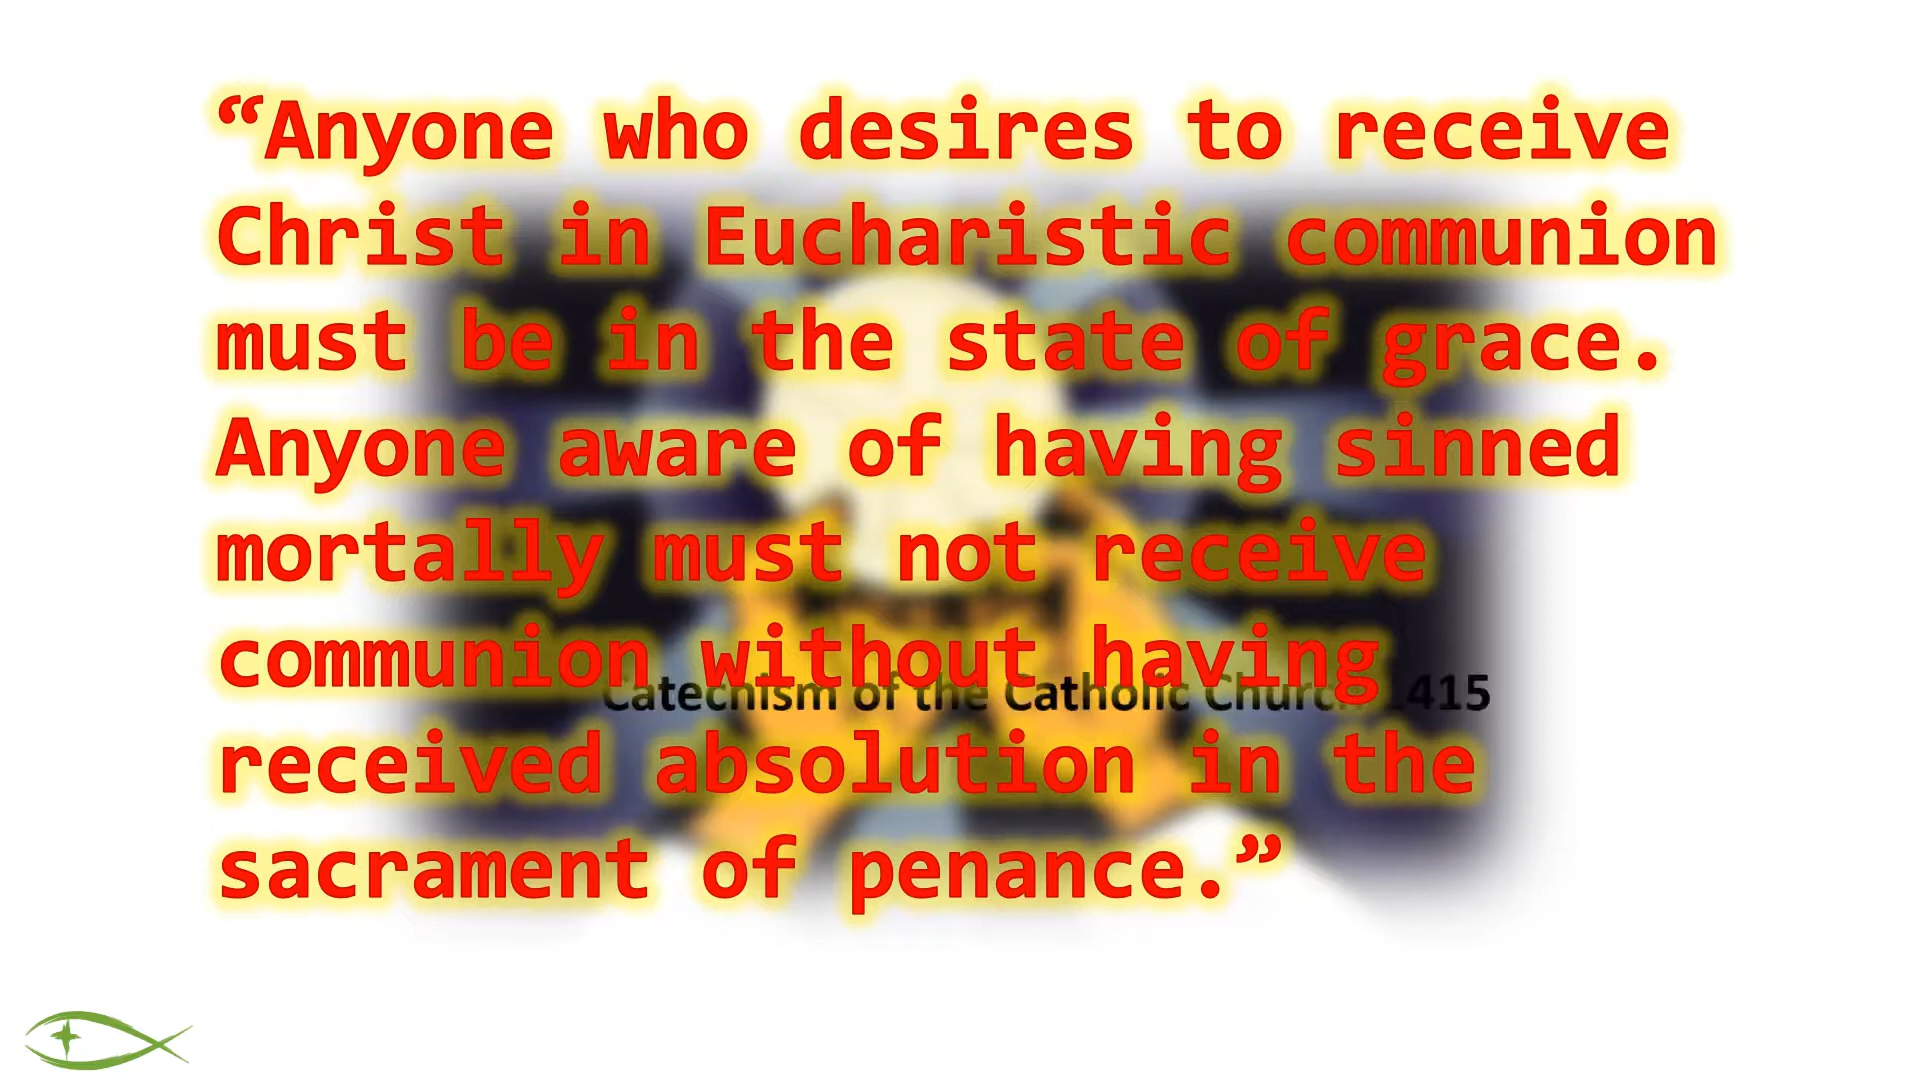 “Anyone who desires to receive
Christ in Eucharistic communion
must be in the state of grace.
Anyone aware of having sinned
mortally must not receive
communion without having
Catechism of the Catholic Church 1415
received absolution in the
sacrament of penance.”